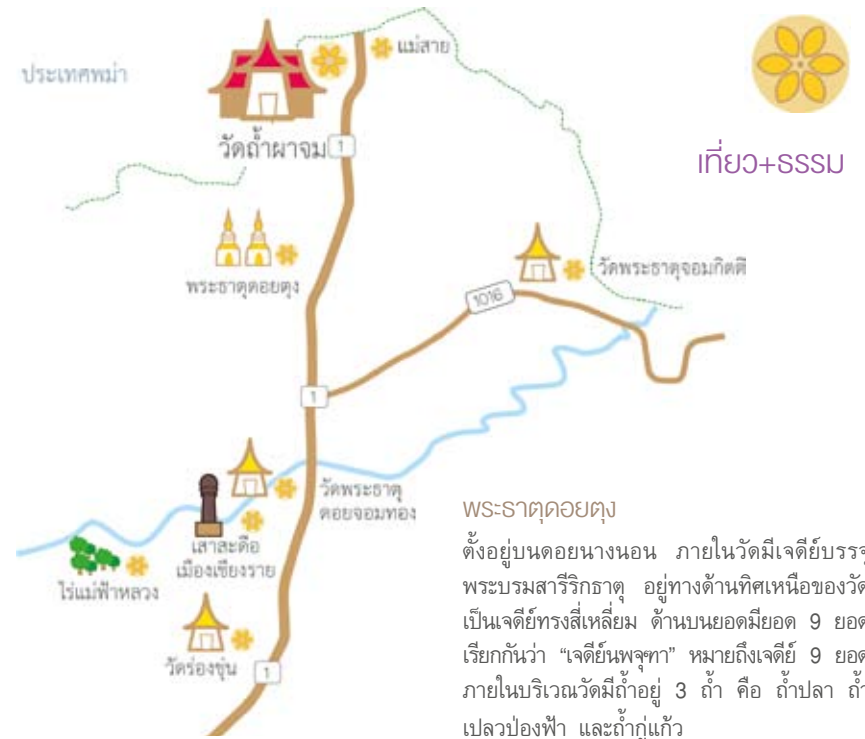 แม่สาย
ประเทศพม่า
วัดถ้ำผาจม
1
เที่ยว+ธรรม
พระธาตุดอยตุง
วัดพระธาตุจอมกิตติ
1016
1
วัดพระธาตุ
ดอยจอมทอง
เสาสะดือ
เมืองเชียงราย
ไร่แม่ฟ้าหลวง
วัดร่องขุ่น
1
พระธาตุดอยตุง
ตั้งอยู่บนดอยนางนอน ภายในวัดมีเจดีย์บรรจุ
พระบรมสารีริกธาตุ อยู่ทางด้านทิศเหนือของวัด
เป็นเจดีย์ทรงสี่เหลี่ยม ด้านบนยอดมียอด 9 ยอด
เรียกกันว่า “เจดีย์นพจุฑา” หมายถึงเจดีย์ 9 ยอด
ภายในบริเวณวัดมีถ้ำอยู่ 3 ถ้ำ คือ ถ้ำปลา ถ้ำ
เปลวปล่องฟ้า และถ้ำกู่แก้ว